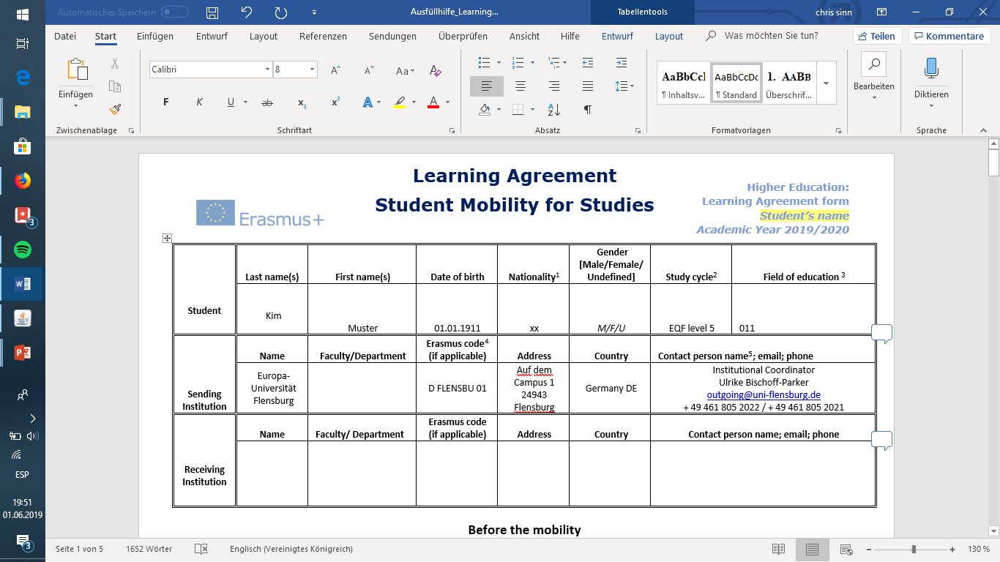 Automatisches Speichern
Ausfüllhilfe_Learning...
Tabellentools
chris sinn
Datei Start Einfügen Entwurf Layout Referenzen Sendungen Überprüfen Ansicht Hilfe Entwurf Layout Was möchten Sie tun? Teilen Kommentare
Einfügen
Zwischenablage
Calibri 8
Aa
F K U ab x₂ x² A A
Schriftart
Absatz
AaBbCcI AaBbCcDc 1. AABB
¶ Inhaltsv... ¶ Standard Überschrif...
Formatvorlagen
Bearbeiten
Diktieren
Sprache
Learning Agreement
Student Mobility for Studies
Erasmus+
Higher Education:
Learning Agreement form
Student’s name
Academic Year 2019/2020
Student
Last name(s)
First name(s)
Date of birth
Nationality¹
Gender
[Male/Female/
Undefined]
Study cycle²
Field of education ³
Kim
Muster
01.01.1911
xx
M/F/U
EQF level 5
011
Sending
Institution
Name
Faculty/Department
Erasmus code⁴
(if applicable)
Address
Country
Contact person name⁵; email; phone
Europa-
Universität
Flensburg
D FLENSBU 01
Auf dem
Campus 1
24943
Flensburg
Germany DE
Institutional Coordinator
Ulrike Bischoff-Parker
outgoing@uni-flensburg.de
+ 49 461 805 2022 / + 49 461 805 2021
Receiving
Institution
Name
Faculty/ Department
Erasmus code
(if applicable)
Address
Country
Contact person name; email; phone
Before the mobility
3
ESP
19:51
01.06.2019
3
Seite 1 von 5 1652 Wörter Englisch (Vereinigtes Königreich) 130 %